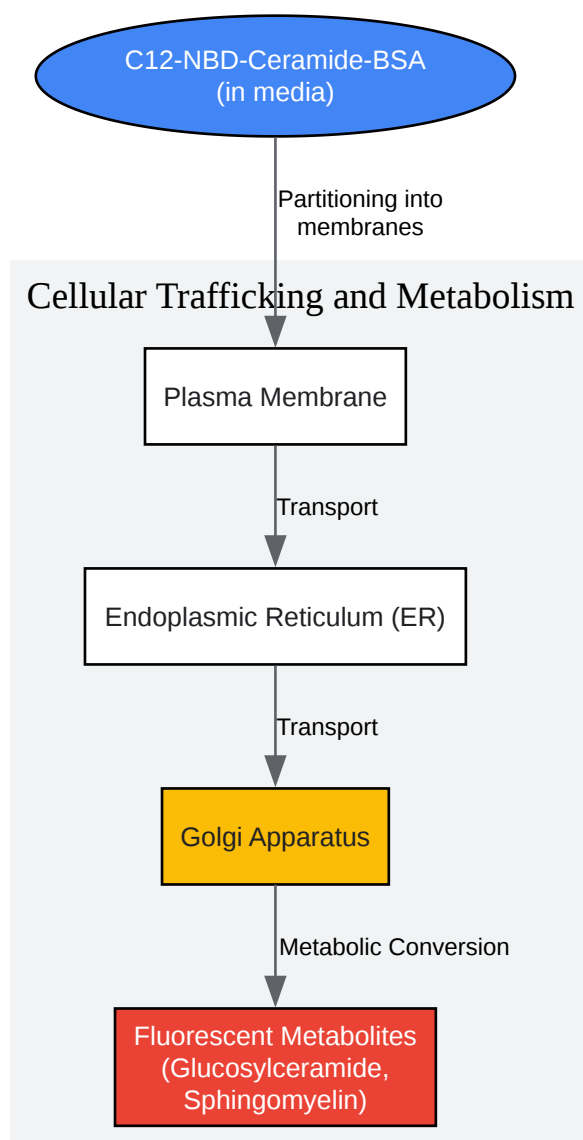 C12-NBD-Ceramide-BSA
(in media)
Partitioning into
membranes
Cellular Trafficking and Metabolism
Plasma Membrane
Transport
Endoplasmic Reticulum (ER)
Transport
Golgi Apparatus
Metabolic Conversion
Fluorescent Metabolites
(Glucosylceramide,
Sphingomyelin)